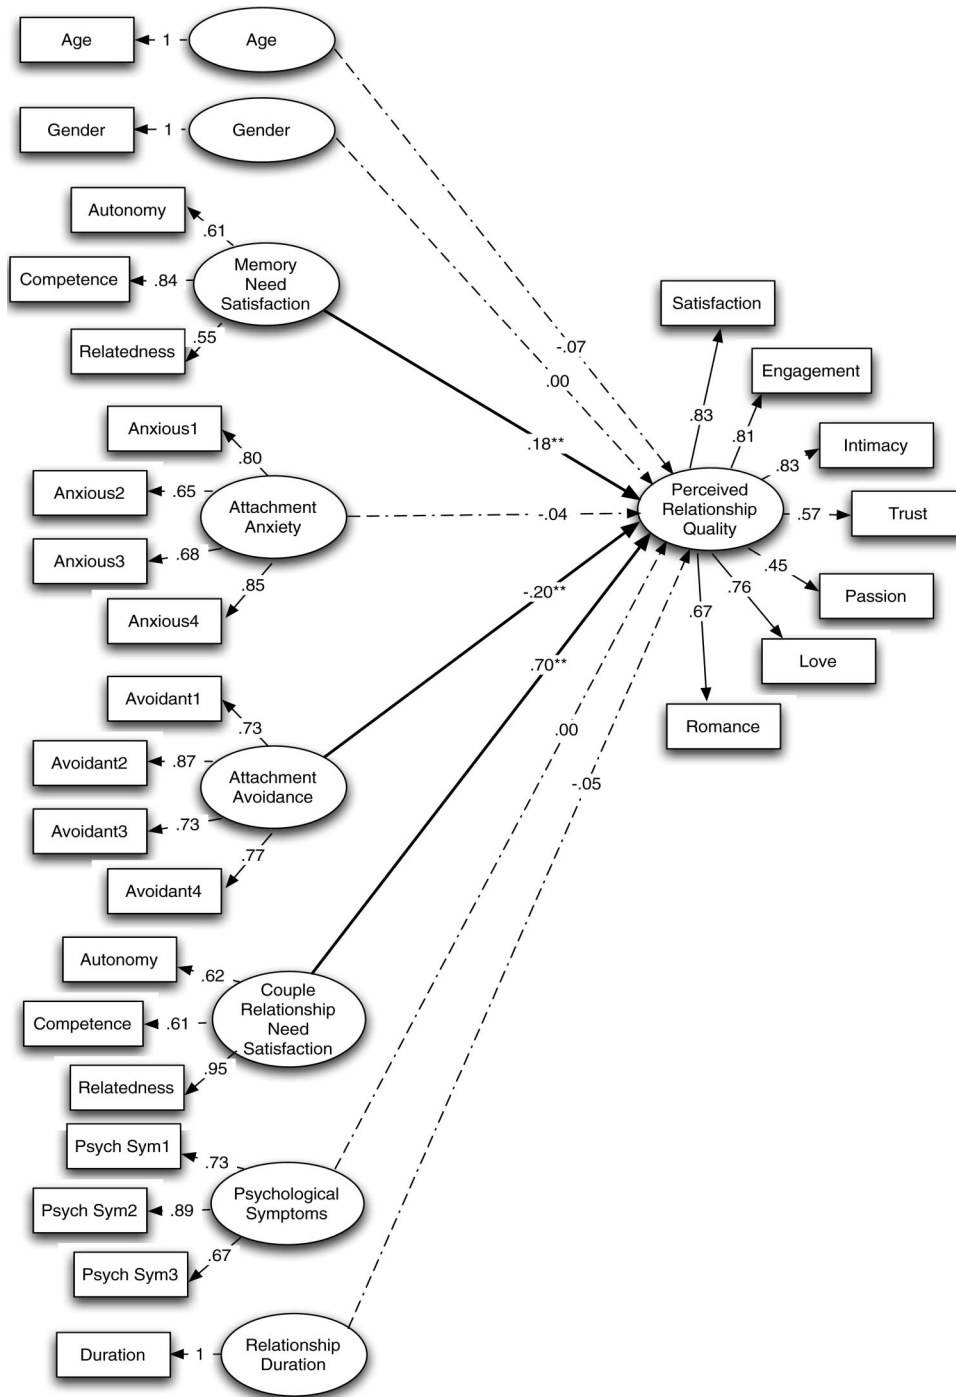 Age
1
Age
Gender
1
Gender
Autonomy
.61
Competence
.84
Memory
Need
Satisfaction
Relatedness
.55
-.07
.00
.18**
Anxious1
.80
Anxious2
.65
Attachment
Anxiety
Anxious3
.68
Anxious4
.85
-.04
Avoidant1
.73
Avoidant2
.87
Attachment
Avoidance
Avoidant3
.73
Avoidant4
.77
-.20**
Autonomy
.62
Competence
.61
Couple
Relationship
Need
Satisfaction
Relatedness
.95
.70**
Psych Sym1
.73
Psych Sym2
.89
Psychological
Symptoms
Psych Sym3
.67
.00
Duration
1
Relationship
Duration
-.05
Perceived
Relationship
Quality
Satisfaction
.83
Engagement
.81
Intimacy
.83
Trust
.57
Passion
.45
Love
.76
Romance
.67